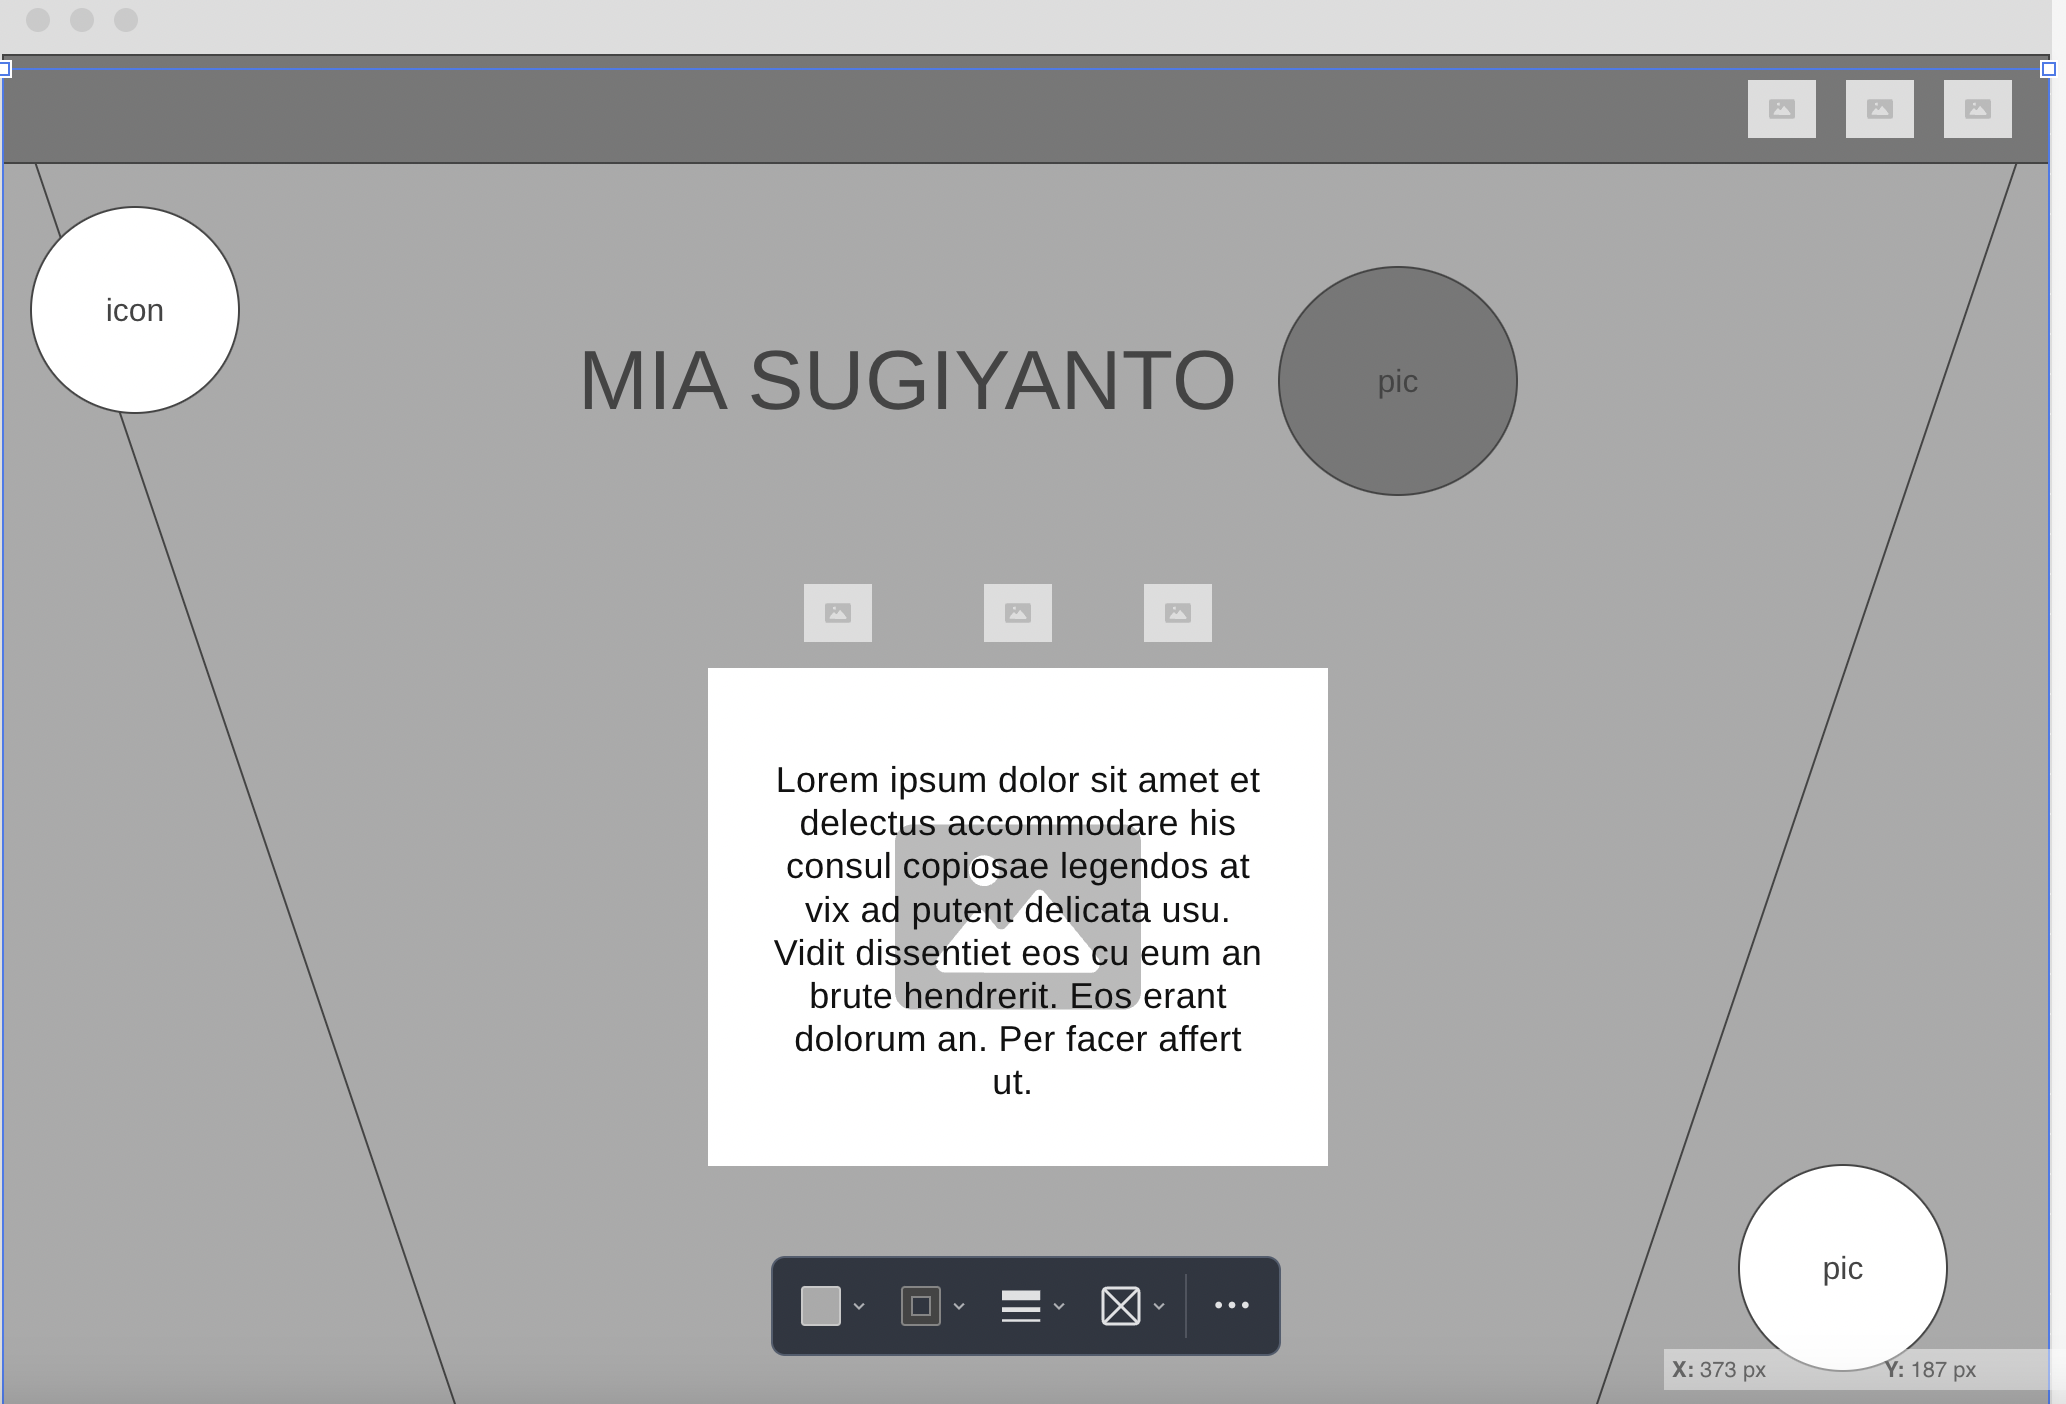 icon
MIA SUGIYANTO
pic
Lorem ipsum dolor sit amet et
delectus accommodare his
consul copiosae legendos at
vix ad putent delicata usu.
Vidit dissentiet eos cu eum an
brute hendrerit. Eos erant
dolorum an. Per facer affert
ut.
pic
X: 373 px Y: 187 px